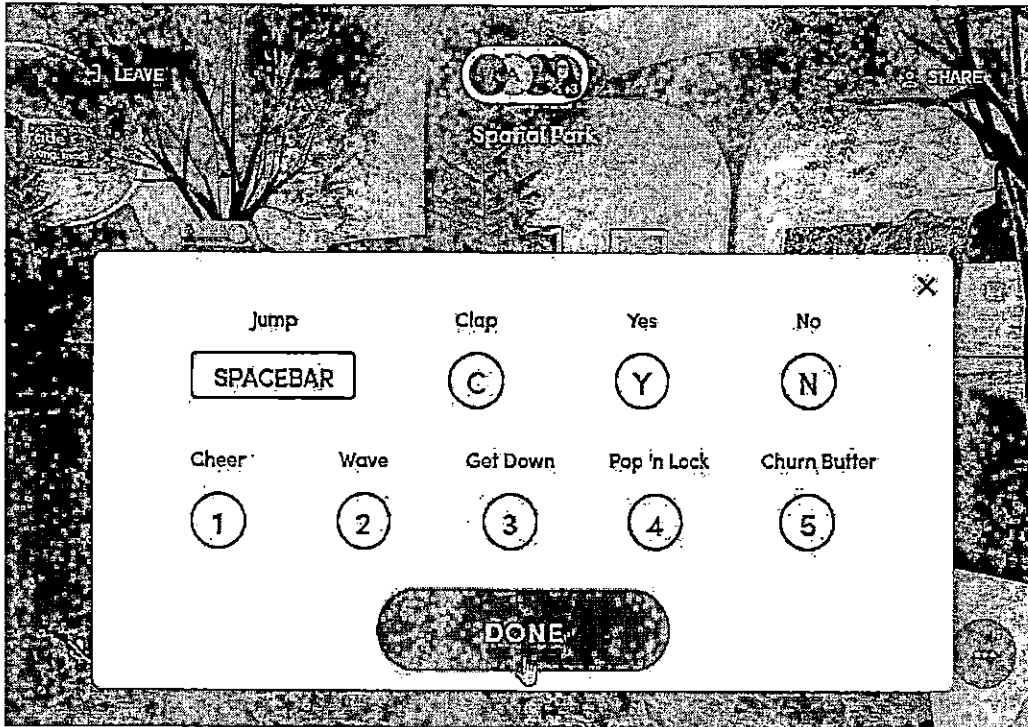 LEAVE
SHARE
+3
Spatial Park
Jump Clap Yes No
SPACEBAR C Y N
Cheer Wave Get Down Pop 'n Lock Churn Butter
1 2 3 4 5
DONE